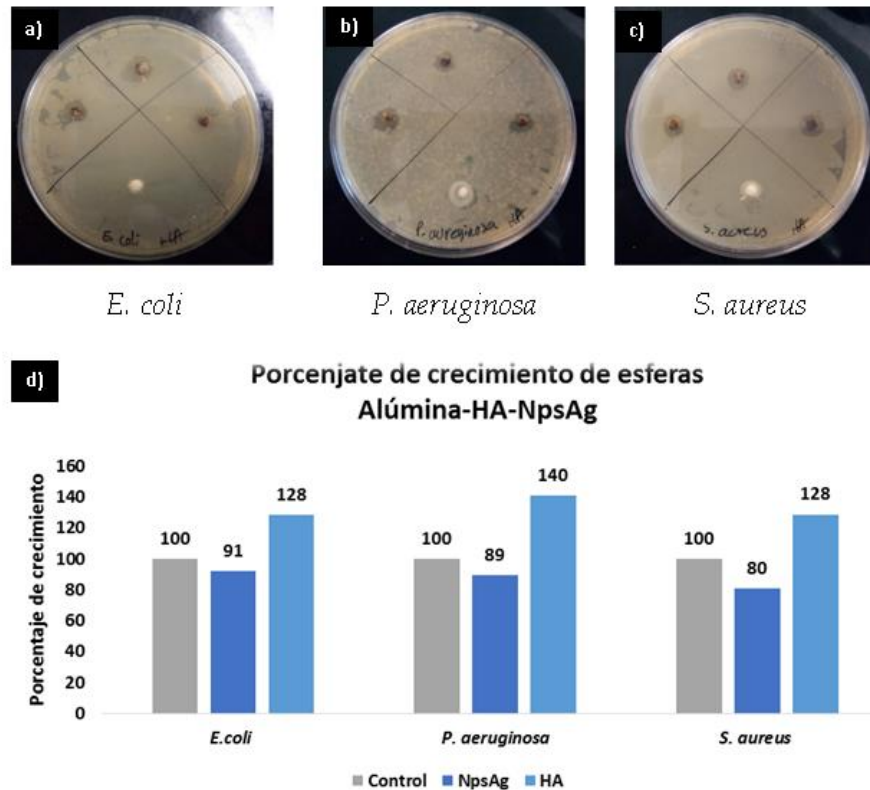 a)
b)
c)
E. coli HA
P. aureginosa HA
S. aureus HA
E. coli
P. aeruginosa
S. aureus
d)
Porcenjate de crecimiento de esferas
Alúmina-HA-NpsAg
Porcentaje de crecimiento
160
140
120
100
80
60
40
20
0
100
91
128
100
89
140
100
80
128
E.coli
P. aeruginosa
S. aureus
Control
NpsAg
HA